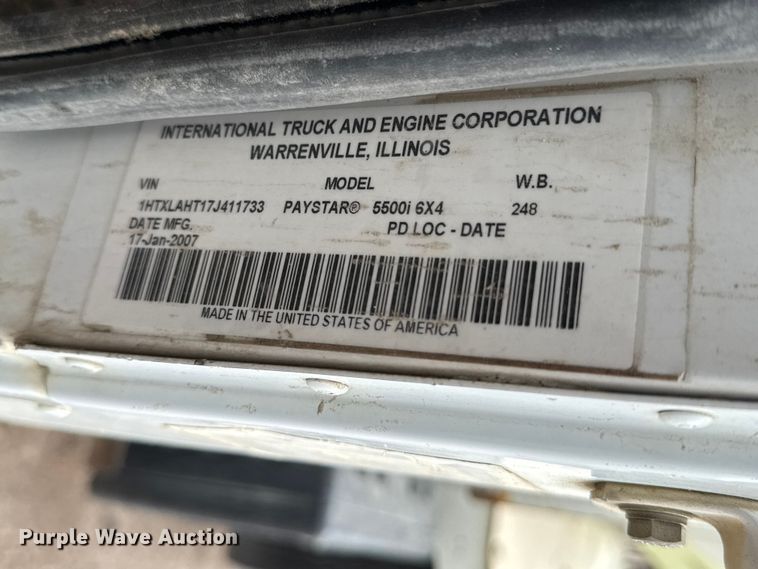 INTERNATIONAL TRUCK AND ENGINE CORPORATION
WARRENVILLE, ILLINOIS
VIN MODEL W.B.
1HTXLAHT17J411733 PAYSTAR® 5500i 6X4 248
DATE MFG. PD LOC - DATE
17-Jan-2007
MADE IN THE UNITED STATES OF AMERICA
Purple Wave Auction®